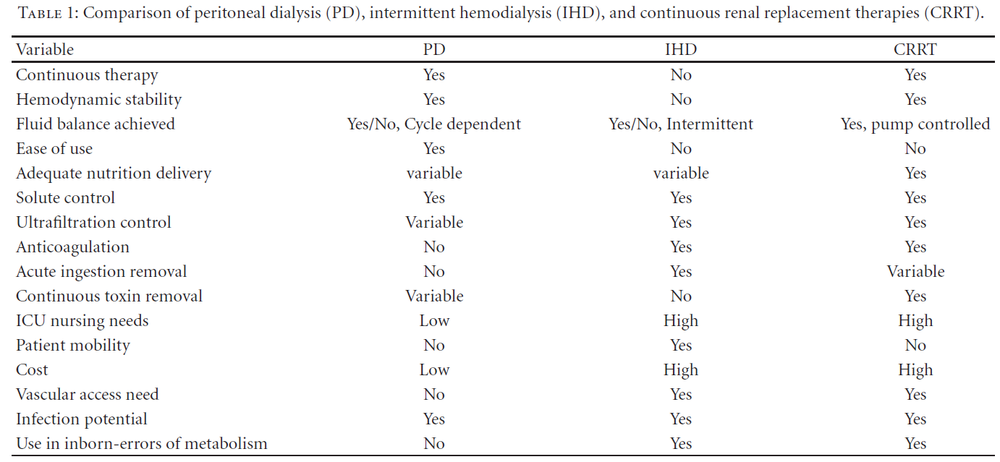 TABLE 1: Comparison of peritoneal dialysis (PD), intermittent hemodialysis (IHD), and continuous renal replacement therapies (CRRT).
Variable PD IHD CRRT
Continuous therapy Yes No Yes
Hemodynamic stability Yes No Yes
Fluid balance achieved Yes/No, Cycle dependent Yes/No, Intermittent Yes, pump controlled
Ease of use Yes No No
Adequate nutrition delivery variable variable Yes
Solute control Yes Yes Yes
Ultrafiltration control Variable Yes Yes
Anticoagulation No Yes Yes
Acute ingestion removal No Yes Variable
Continuous toxin removal Variable No Yes
ICU nursing needs Low High High
Patient mobility No Yes No
Cost Low High High
Vascular access need No Yes Yes
Infection potential Yes Yes Yes
Use in inborn-errors of metabolism No Yes Yes